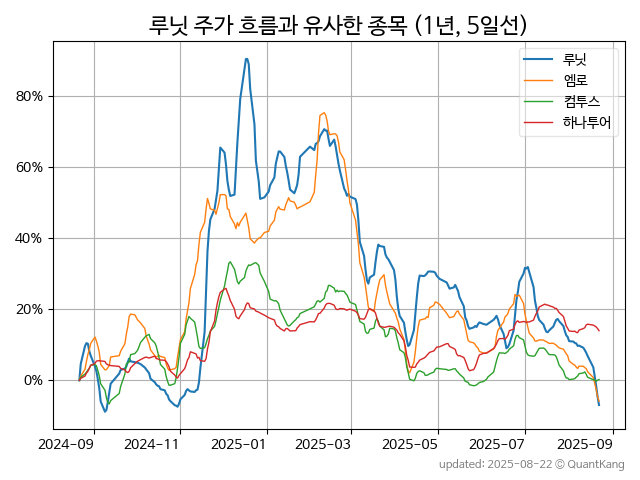 루닛 주가 흐름과 유사한 종목 (1년, 5일선)
루닛
엠로
컴투스
하나투어
80%
60%
40%
20%
0%
2024-09 2024-11 2025-01 2025-03 2025-05 2025-07 2025-09
updated: 2025-08-22 © QuantKang